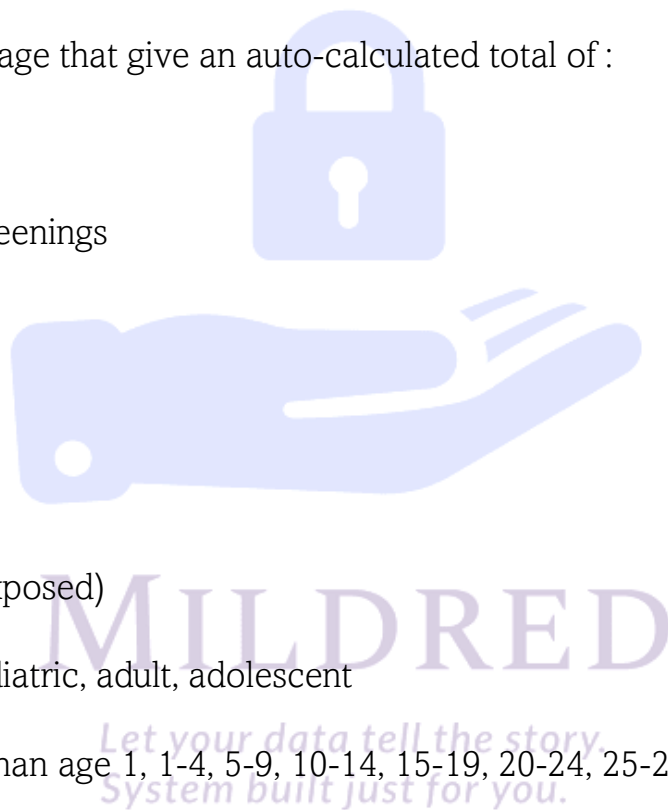 age that give an auto-calculated total of :
eenings
posed)
MILDRED
diatric, adult, adolescent
Let your data tell the story.
han age 1, 1-4, 5-9, 10-14, 15-19, 20-24, 25-2
System built just for you.